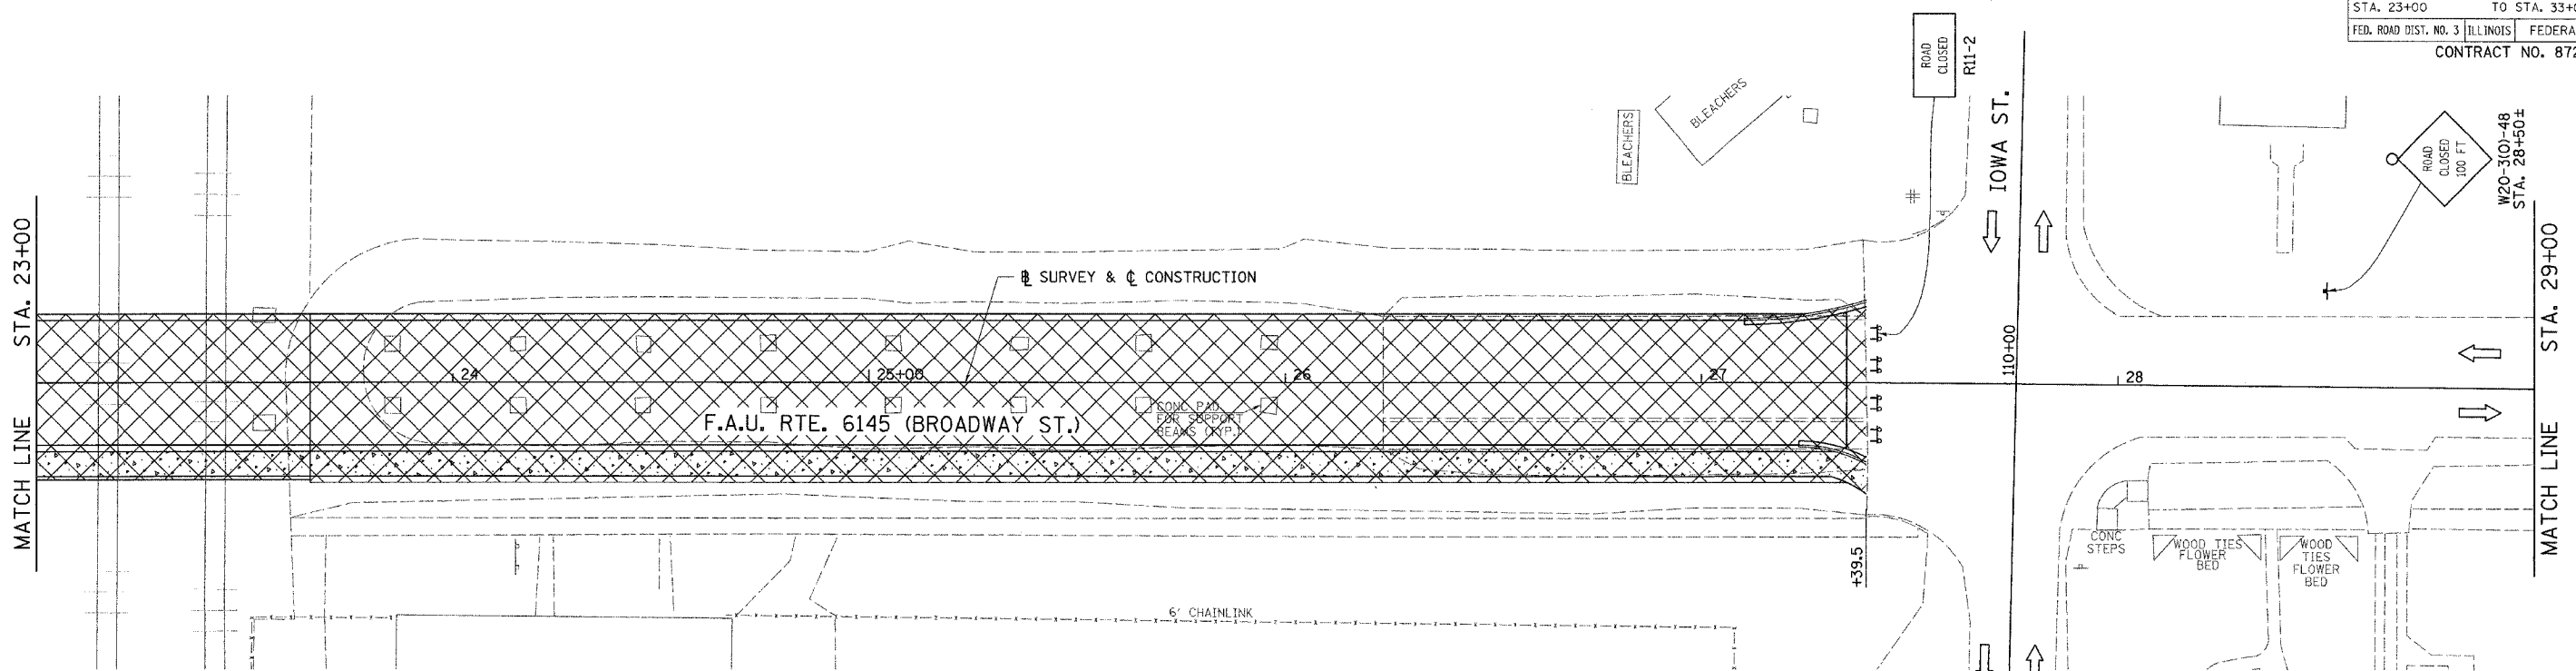 STA. 23+00 TO STA. 33+
FED. ROAD DIST. NO. 3 ILLINOIS FEDERA
CONTRACT NO. 872
ROAD
CLOSED
R11-2
IOWA ST.
BLEACHERS
BLEACHERS
ROAD
CLOSED
100 FT
W20-3(O)-48
STA. 28+50±
MATCH LINE STA. 23+00
MATCH LINE STA. 29+00
℄ SURVEY & ℄ CONSTRUCTION
24
25+00
26
27
28
110+00
F.A.U. RTE. 6145 (BROADWAY ST.)
CONC PAD
FOR SUPPORT
BEAMS (TYP.)
+39.5
CONC
STEPS
WOOD TIES
FLOWER
BED
WOOD
TIES
FLOWER
BED
6' CHAINLINK